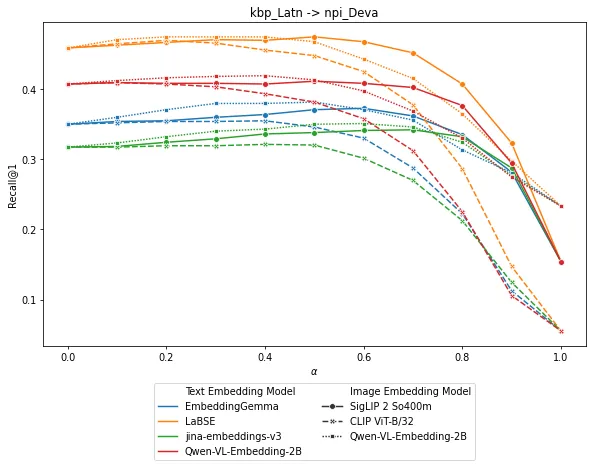 kbp_Latn -> npi_Deva
Recall@1
0.4
0.3
0.2
0.1
0.0 0.2 0.4 0.6 0.8 1.0
α
Text Embedding Model Image Embedding Model
EmbeddingGemma SigLIP 2 So400m
LaBSE CLIP ViT-B/32
jina-embeddings-v3 Qwen-VL-Embedding-2B
Qwen-VL-Embedding-2B